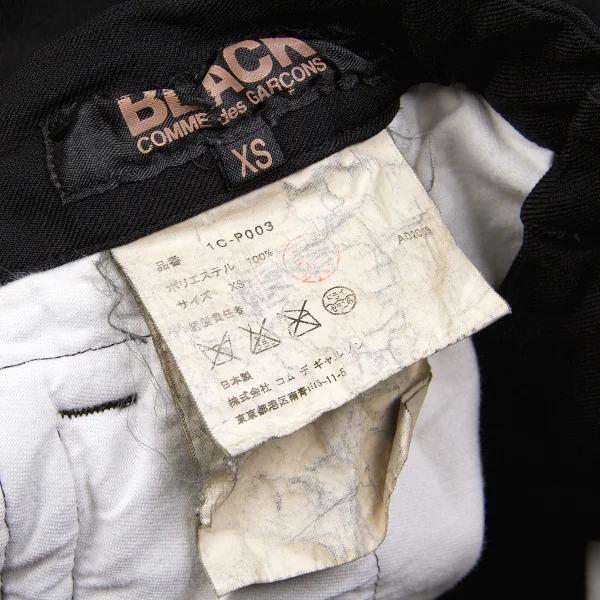 BLACK
COMME des GARÇONS
XS
品番 1C-P003
ポリエステル 100%
サイズ XS
AD2009
日本製
株式会社 コム デ ギャルソン
東京都港区南青山5-11-5